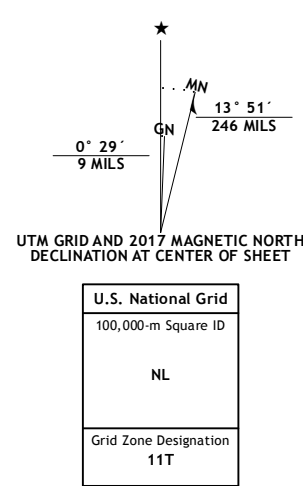 MN
GN
13° 51´
246 MILS
0° 29´
9 MILS
UTM GRID AND 2017 MAGNETIC NORTH
DECLINATION AT CENTER OF SHEET
U.S. National Grid
100,000-m Square ID
NL
Grid Zone Designation
11T